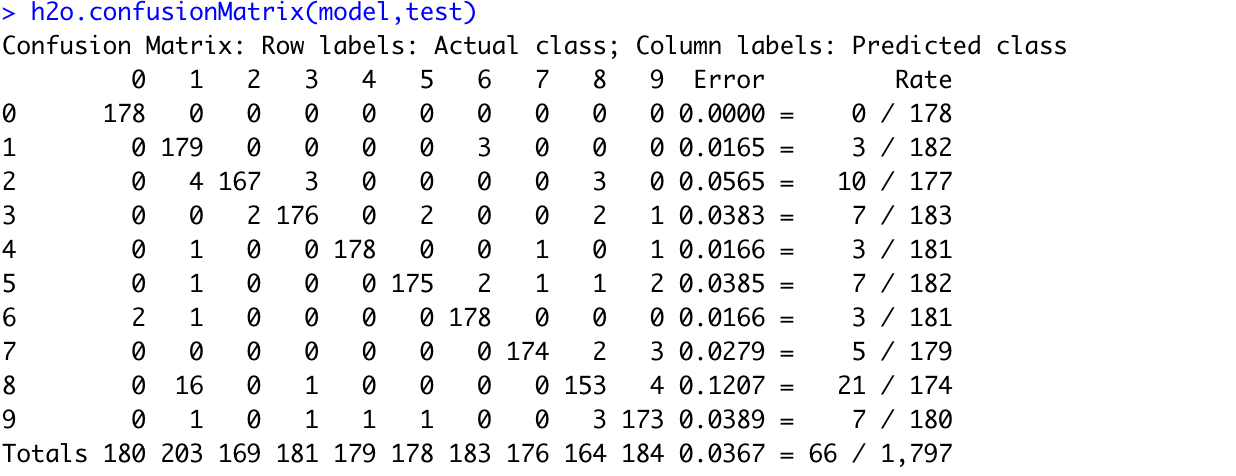 > h2o.confusionMatrix(model,test)
Confusion Matrix: Row labels: Actual class; Column labels: Predicted class
         0   1   2   3   4   5   6   7   8   9  Error          Rate
0      178   0   0   0   0   0   0   0   0   0 0.0000 =    0 / 178
1        0 179   0   0   0   0   3   0   0   0 0.0165 =    3 / 182
2        0   4 167   3   0   0   0   0   3   0 0.0565 =   10 / 177
3        0   0   2 176   0   2   0   0   2   1 0.0383 =    7 / 183
4        0   1   0   0 178   0   0   1   0   1 0.0166 =    3 / 181
5        0   1   0   0   0 175   2   1   1   2 0.0385 =    7 / 182
6        2   1   0   0   0   0 178   0   0   0 0.0166 =    3 / 181
7        0   0   0   0   0   0   0 174   2   3 0.0279 =    5 / 179
8        0  16   0   1   0   0   0   0 153   4 0.1207 =   21 / 174
9        0   1   0   1   1   1   0   0   3 173 0.0389 =    7 / 180
Totals 180 203 169 181 179 178 183 176 164 184 0.0367 = 66 / 1,797